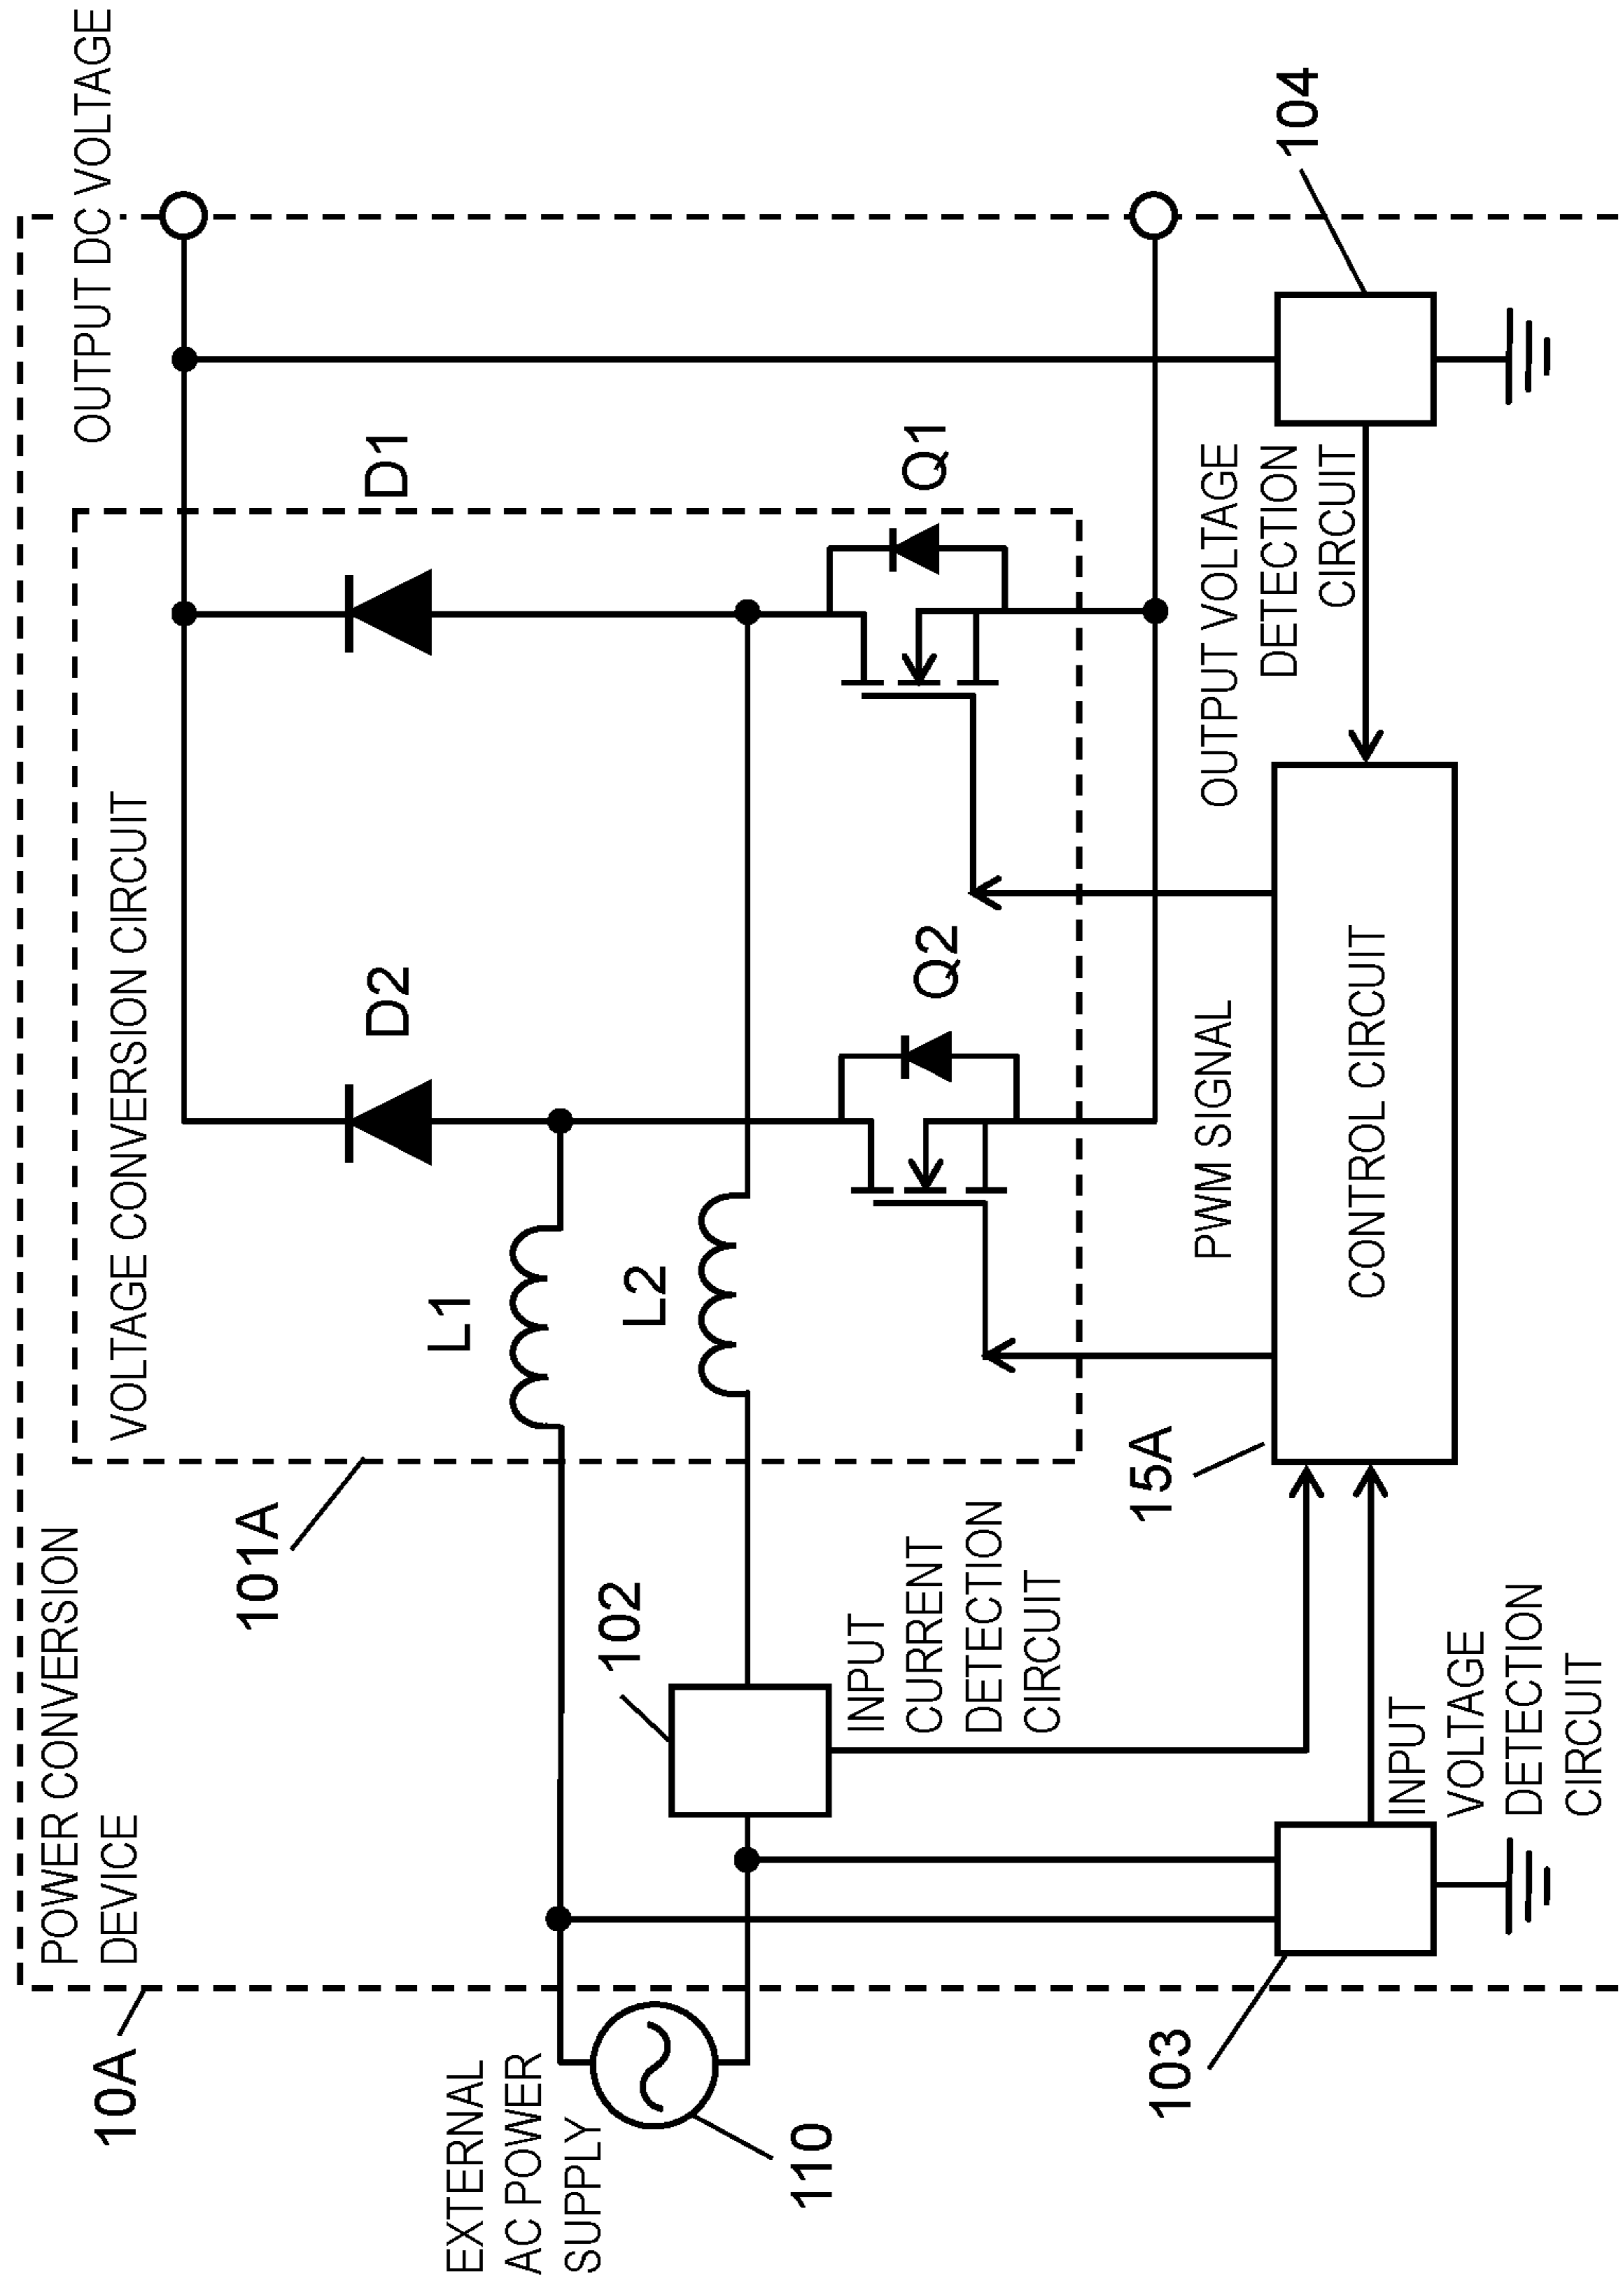 10A
POWER CONVERSION
DEVICE
101A
VOLTAGE CONVERSION CIRCUIT
OUTPUT DC VOLTAGE
D2
D1
L1
L2
Q2
Q1
EXTERNAL
AC POWER
SUPPLY
110
102
INPUT
CURRENT
DETECTION
CIRCUIT
103
INPUT
VOLTAGE
DETECTION
CIRCUIT
15A
PWM SIGNAL
CONTROL CIRCUIT
OUTPUT VOLTAGE
DETECTION
CIRCUIT
104